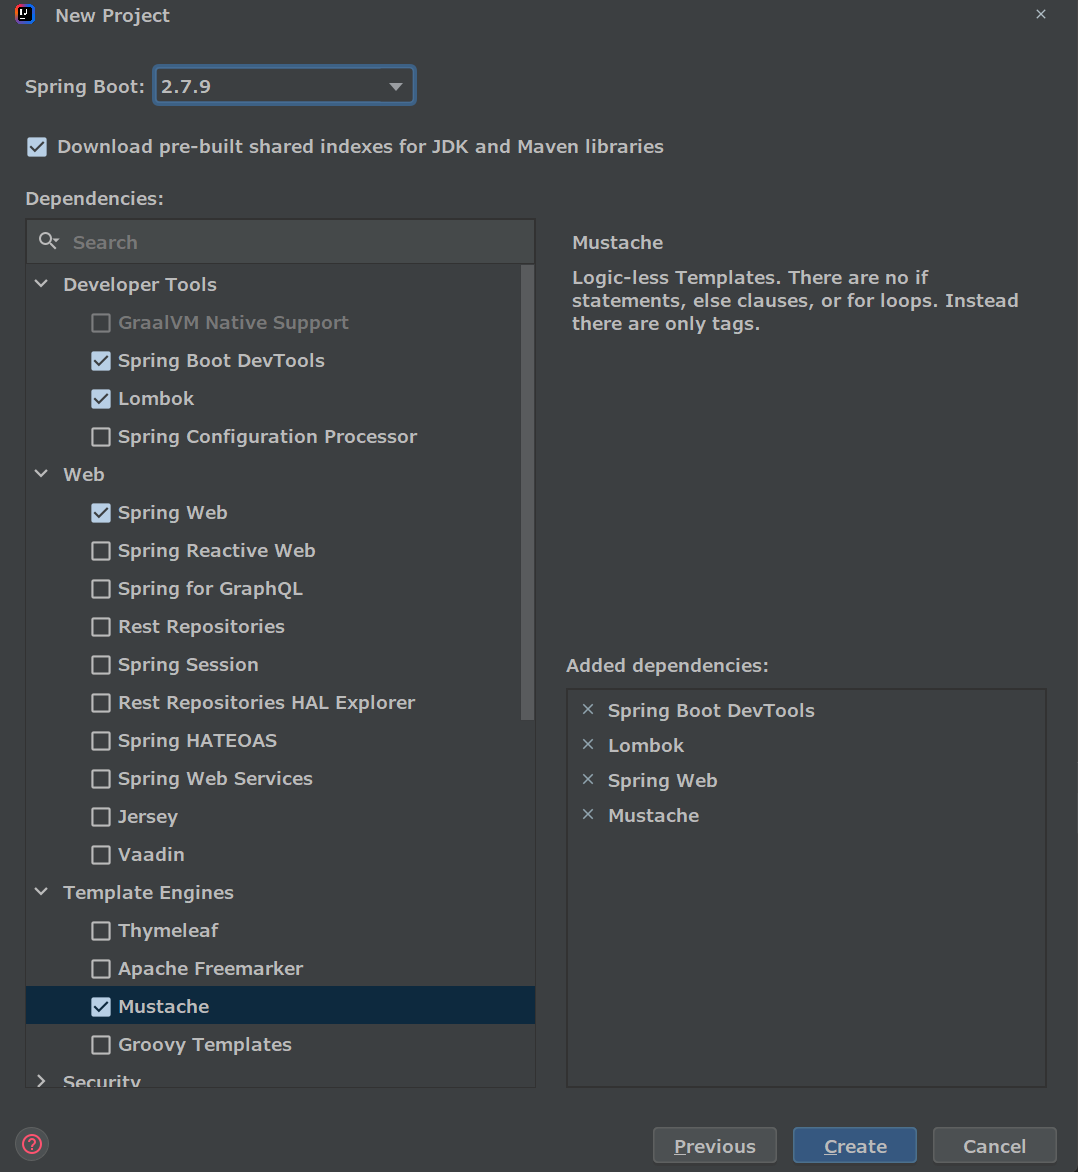 New Project
Spring Boot: 2.7.9
Download pre-built shared indexes for JDK and Maven libraries
Dependencies:
Search
Developer Tools
GraalVM Native Support
Spring Boot DevTools
Lombok
Spring Configuration Processor
Web
Spring Web
Spring Reactive Web
Spring for GraphQL
Rest Repositories
Spring Session
Rest Repositories HAL Explorer
Spring HATEOAS
Spring Web Services
Jersey
Vaadin
Template Engines
Thymeleaf
Apache Freemarker
Mustache
Groovy Templates
Security
Mustache
Logic-less Templates. There are no if
statements, else clauses, or for loops. Instead
there are only tags.
Added dependencies:
Spring Boot DevTools
Lombok
Spring Web
Mustache
Previous
Create
Cancel